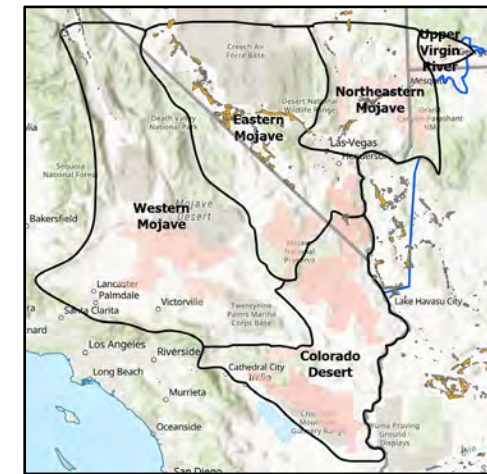 Creech Air
Force Base
Upper
Virgin
River
Mesquite
Desert National
Wildlife Range
Northeastern
Mojave
Grand
Canyon-Parashant
NM
Eastern
Mojave
Death Valley
National Park
Las Vegas
Henderson
Sequoia
National Forest
Bakersfield
Western
Mojave
Mojave
Desert
National
Preserve
Lancaster
Palmdale
Santa Clarita
Victorville
Twentynine
Palms Marine
Corps Base
Lake Havasu City
Los Angeles
Riverside
Long Beach
Cathedral City
Indio
Colorado
Desert
Murrieta
Gunnery Range
Yuma Proving
Ground
Displays
Oceanside
San Diego